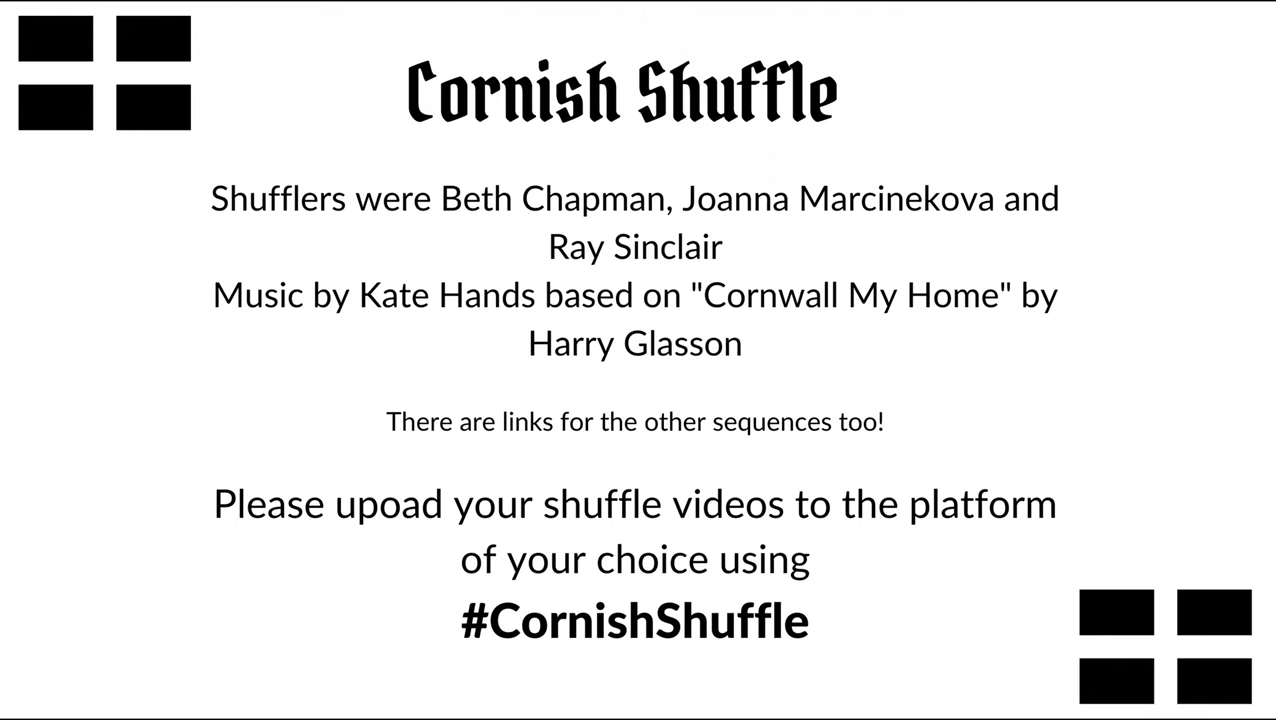 Cornish Shuffle
Shufflers were Beth Chapman, Joanna Marcinekova and
Ray Sinclair
Music by Kate Hands based on "Cornwall My Home" by
Harry Glasson
There are links for the other sequences too!
Please upoad your shuffle videos to the platform
of your choice using
#CornishShuffle